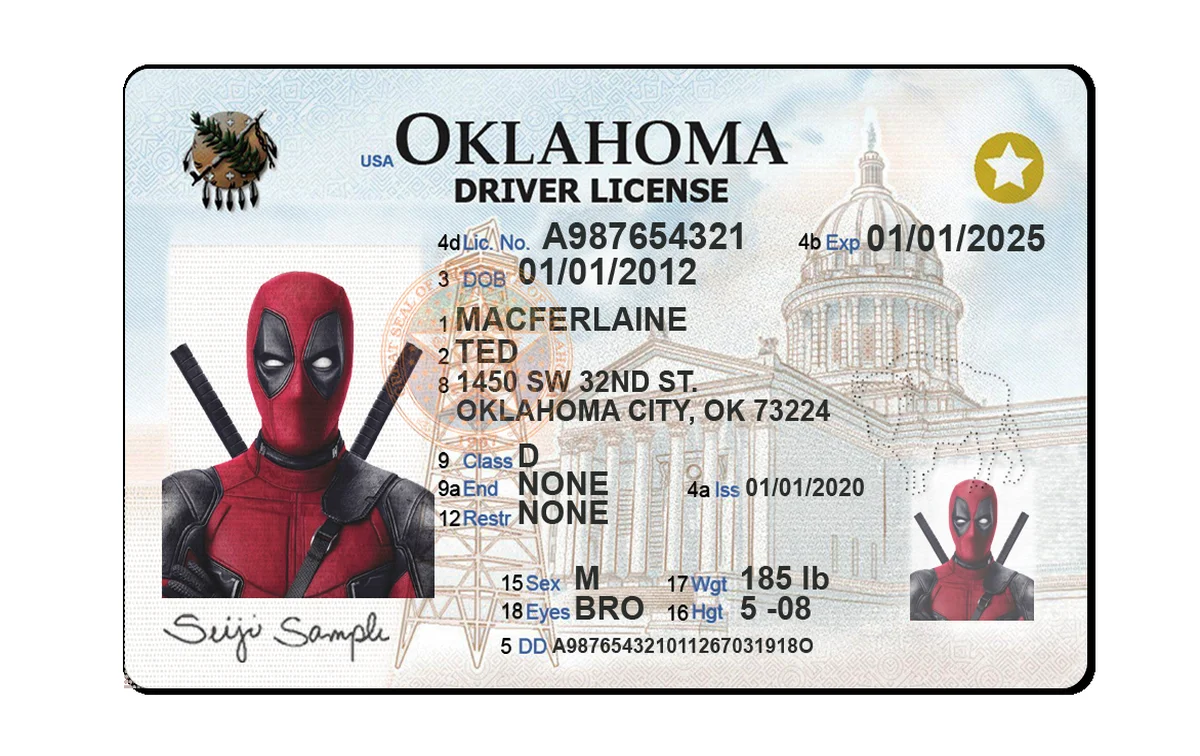 USA OKLAHOMA
DRIVER LICENSE
4d Lic. No. A987654321 4b Exp 01/01/2025
3 DOB 01/01/2012
1 MACFERLAINE
2 TED
8 1450 SW 32ND ST.
OKLAHOMA CITY, OK 73224
9 Class D
9a End NONE 4a Iss 01/01/2020
12 Restr NONE
15 Sex M 17 Wgt 185 lb
18 Eyes BRO 16 Hgt 5 -08
Seiji Sample
5 DD A9876543210112670319180